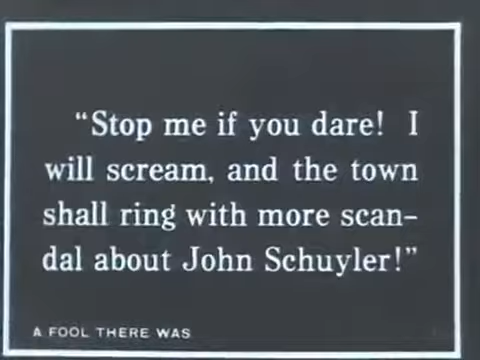 “Stop me if you dare! I
will scream, and the town
shall ring with more scan-
dal about John Schuyler!”
A FOOL THERE WAS